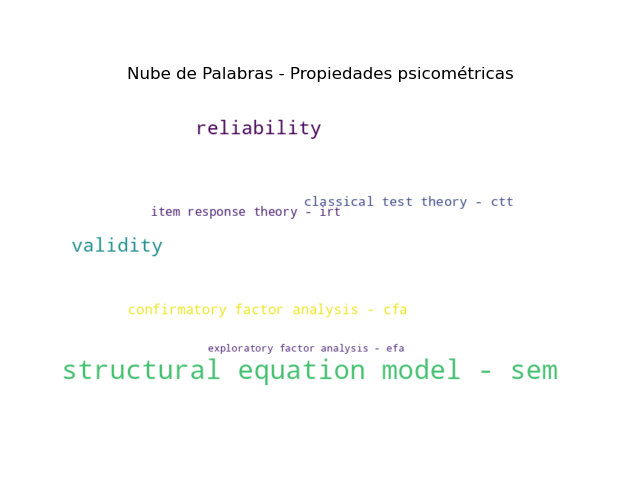 Nube de Palabras - Propiedades psicométricas
reliability
classical test theory - ctt
item response theory - irt
validity
confirmatory factor analysis - cfa
exploratory factor analysis - efa
structural equation model - sem